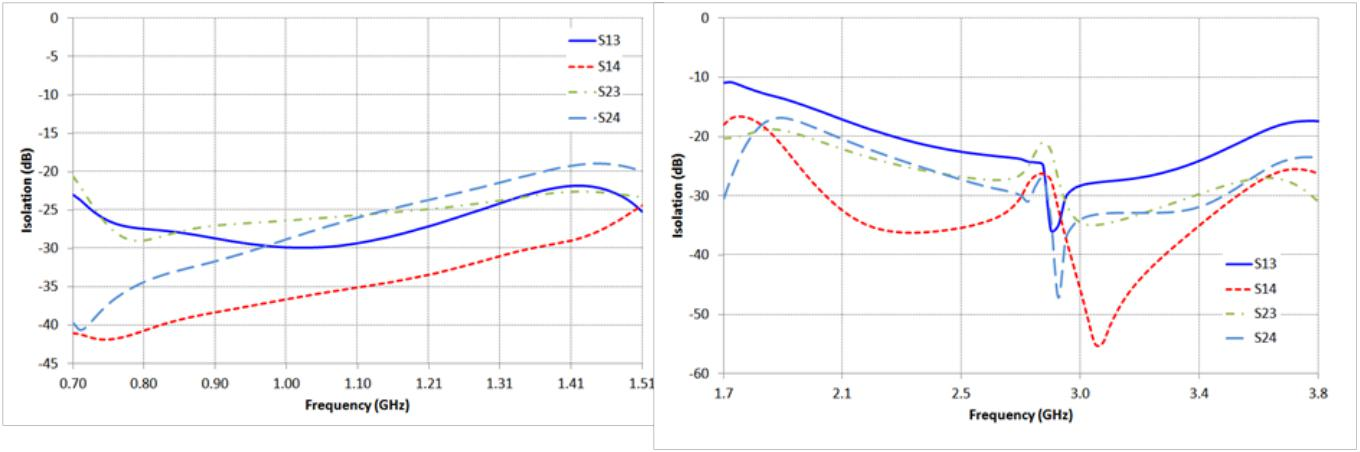 0
-5
-10
-15
-20
-25
-30
-35
-40
-45
Isolation (dB)
S13
S14
S23
S24
0.70 0.80 0.90 1.00 1.10 1.21 1.31 1.41 1.51
Frequency (GHz)
0
-10
-20
-30
-40
-50
-60
Isolation (dB)
S13
S14
S23
S24
1.7 2.1 2.5 3.0 3.4 3.8
Frequency (GHz)